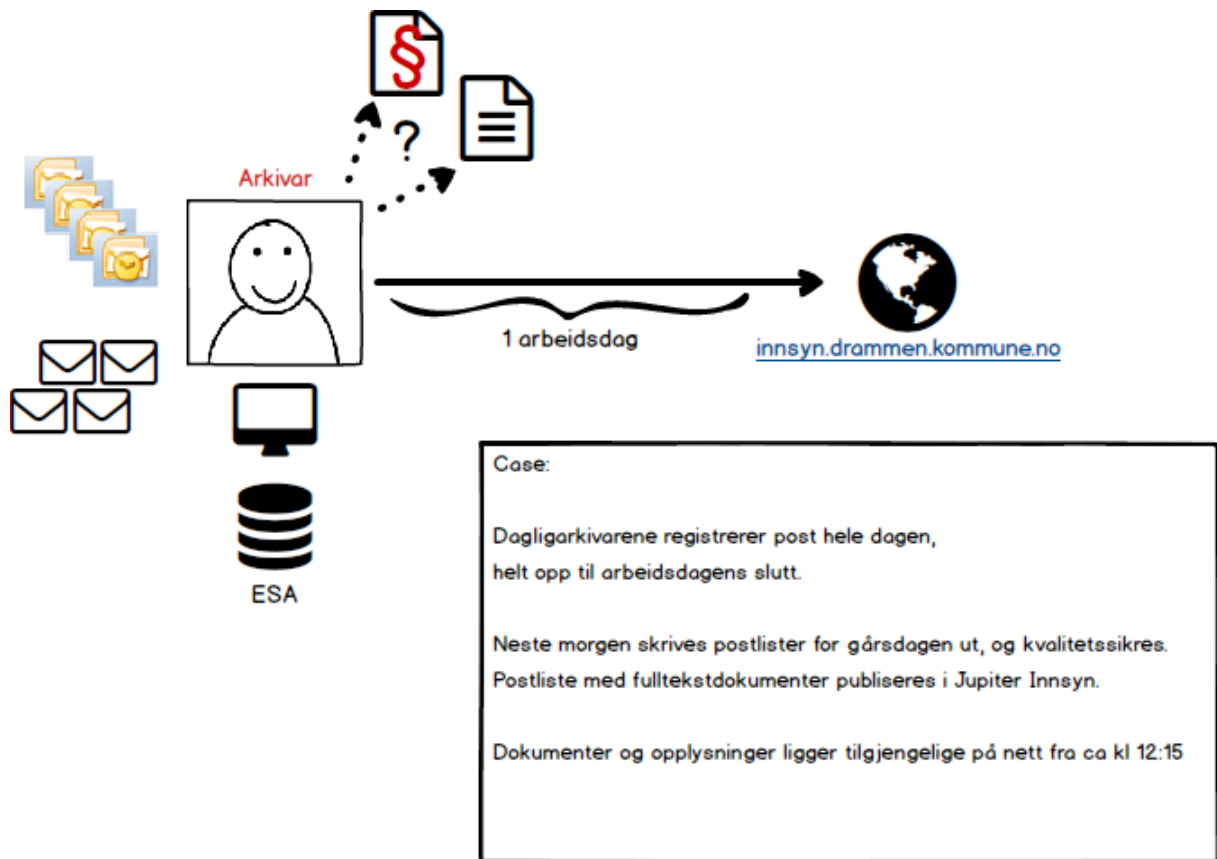 §
?
Arkivar
1 arbeidsdag
innsyn.drammen.kommune.no
ESA
Case:
Dagligarkivarene registrerer post hele dagen,
helt opp til arbeidsdagens slutt.
Neste morgen skrives postlister for gårsdagen ut, og kvalitetssikres.
Postliste med fulltekstdokumenter publiseres i Jupiter Innsyn.
Dokumenter og opplysninger ligger tilgjengelige på nett fra ca kl 12:15